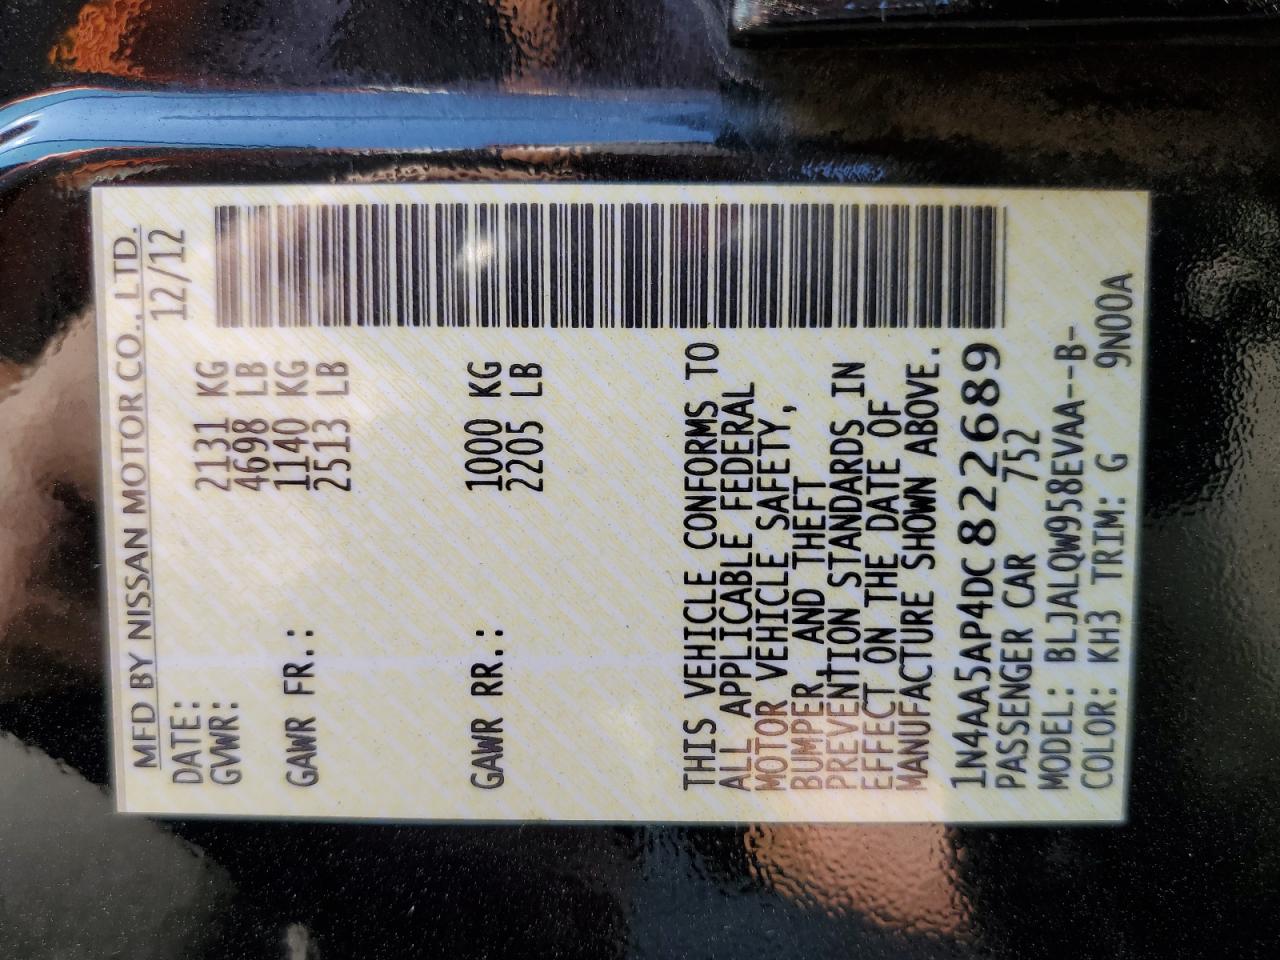 MFD BY NISSAN MOTOR CO., LTD.
DATE: 12/12
GVWR: 2131 KG
4698 LB
GAWR FR.: 1140 KG
2513 LB
GAWR RR.: 1000 KG
2205 LB
THIS VEHICLE CONFORMS TO
ALL APPLICABLE FEDERAL
MOTOR VEHICLE SAFETY,
BUMPER AND THEFT
PREVENTION STANDARDS IN
EFFECT ON THE DATE OF
MANUFACTURE SHOWN ABOVE.
1N4AA5AP4DC822689
PASSENGER CAR 752
MODEL: BLJALQW958EVAA--B-
COLOR: KH3 TRIM: G 9N00A